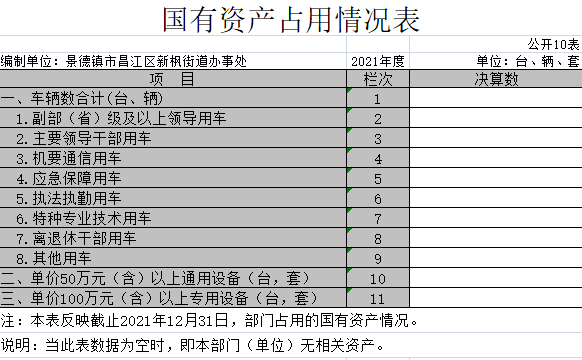 国有资产占用情况表
公开10表
编制单位：景德镇市昌江区新枫街道办事处 2021年度 单位：台、辆、套
项 目 栏次 决算数
一、车辆数合计(台、辆) 1
1.副部（省）级及以上领导用车 2
2.主要领导干部用车 3
3.机要通信用车 4
4.应急保障用车 5
5.执法执勤用车 6
6.特种专业技术用车 7
7.离退休干部用车 8
8.其他用车 9
二、单价50万元（含）以上通用设备（台，套） 10
三、单价100万元（含）以上专用设备（台，套） 11
注：本表反映截止2021年12月31日，部门占用的国有资产情况。
说明：当此表数据为空时，即本部门（单位）无相关资产。